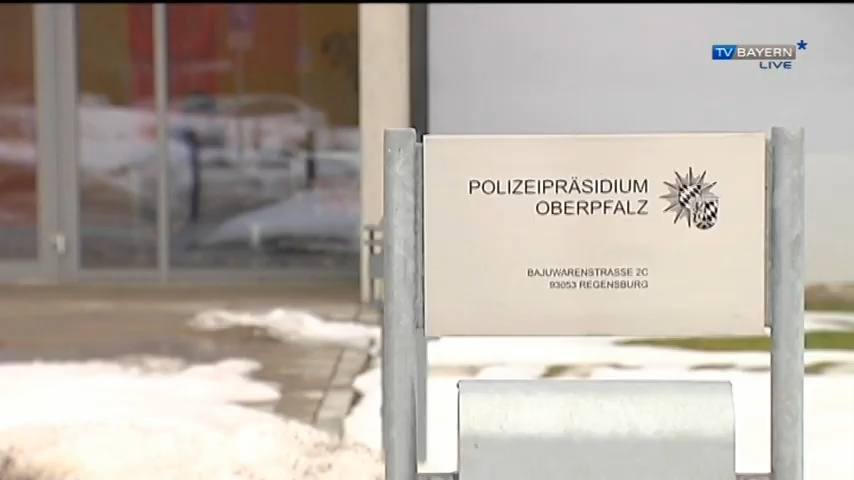 TV BAYERN
LIVE
POLIZEIPRÄSIDIUM
OBERPFALZ
BAJUWARENSTRASSE 2C
93053 REGENSBURG